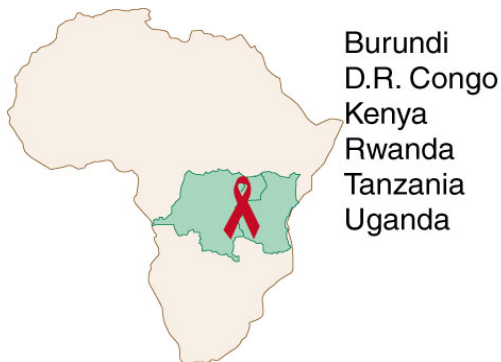 Burundi
D.R. Congo
Kenya
Rwanda
Tanzania
Uganda